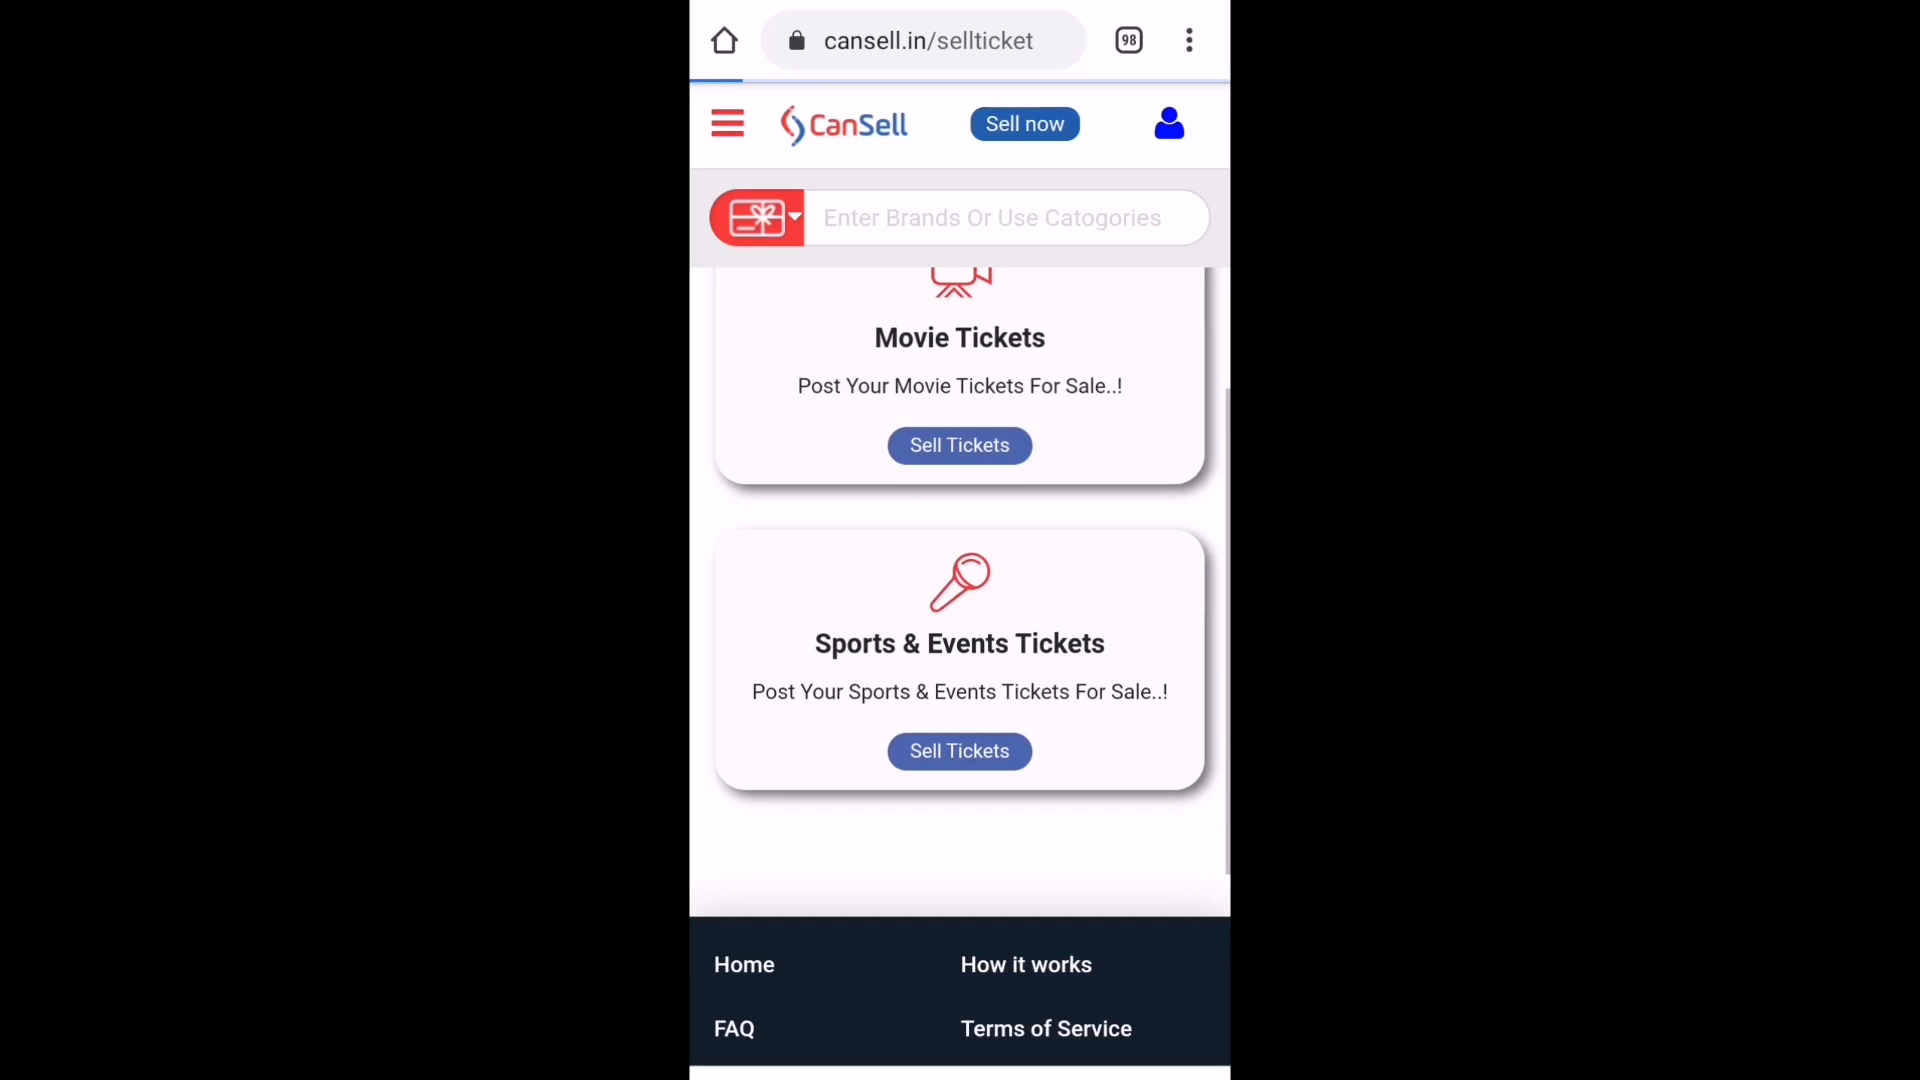 cansell.in/sellticket
98
CanSell
Sell now
Enter Brands Or Use Catogories
Movie Tickets
Post Your Movie Tickets For Sale..!
Sell Tickets
Sports & Events Tickets
Post Your Sports & Events Tickets For Sale..!
Sell Tickets
Home
How it works
FAQ
Terms of Service